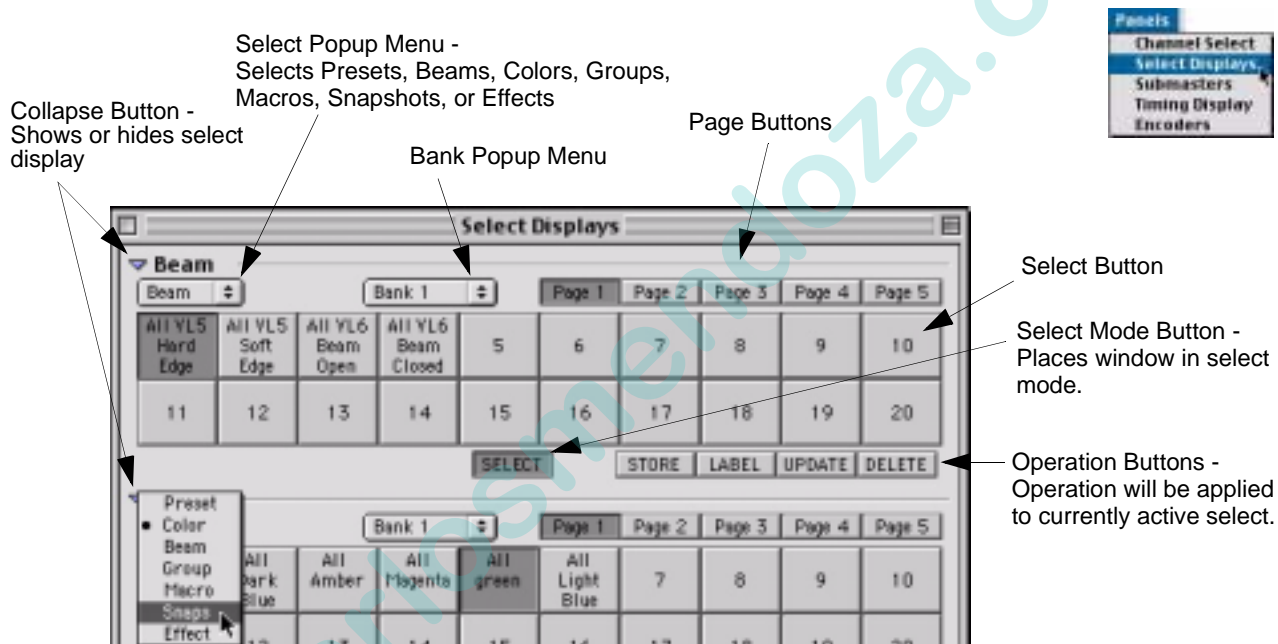 Panels
Channel Select
Select Displays
Submasters
Timing Display
Encoders
Select Popup Menu -
Selects Presets, Beams, Colors, Groups,
Macros, Snapshots, or Effects
Collapse Button -
Shows or hides select
display
Page Buttons
Bank Popup Menu
Select Displays
Beam
Beam
Bank 1
Page 1
Page 2
Page 3
Page 4
Page 5
All VL5
Hard
Edge
All VL5
Soft
Edge
All VL6
Beam
Open
All VL6
Beam
Closed
5
6
7
8
9
10
11
12
13
14
15
16
17
18
19
20
SELECT
STORE
LABEL
UPDATE
DELETE
Select Button
Select Mode Button -
Places window in select
mode.
Operation Buttons -
Operation will be applied
to currently active select.
Preset
Color
Beam
Group
Macro
Snaps
Effect
Bank 1
Page 1
Page 2
Page 3
Page 4
Page 5
All
Dark
Blue
All
Amber
All
Magenta
All
green
All
Light
Blue
7
8
9
10